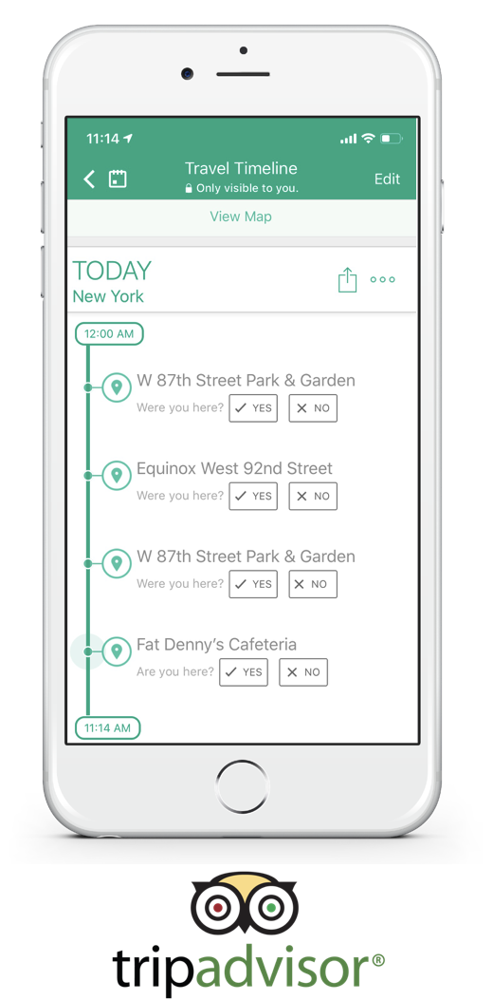 11:14
Travel Timeline
Only visible to you.
Edit
View Map
TODAY
New York
12:00 AM
W 87th Street Park & Garden
Were you here? YES NO
Equinox West 92nd Street
Were you here? YES NO
W 87th Street Park & Garden
Were you here? YES NO
Fat Denny's Cafeteria
Are you here? YES NO
11:14 AM
tripadvisor®